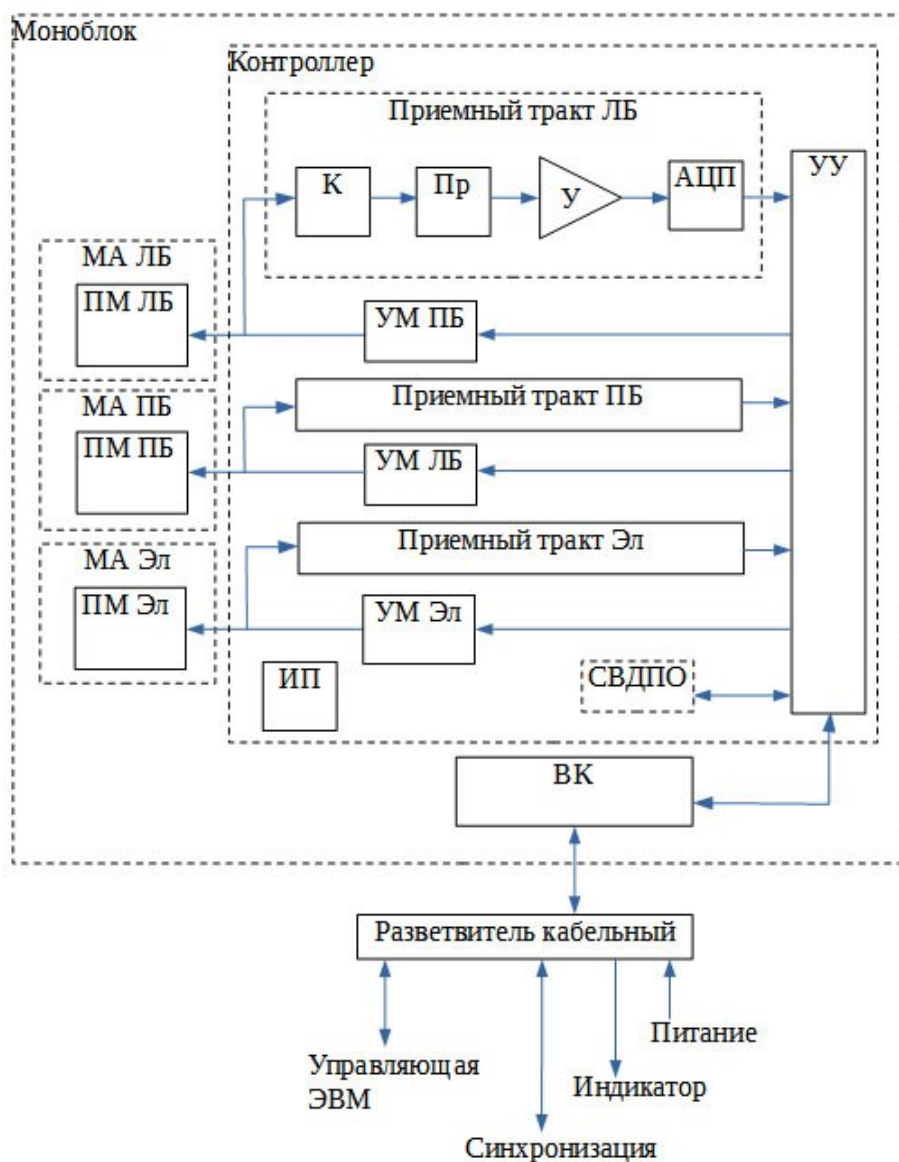 Моноблок
Контроллер
Приемный тракт ЛБ
К
Пр
У
АЦП
УУ
МА ЛБ
ПМ ЛБ
УМ ПБ
МА ПБ
ПМ ПБ
Приемный тракт ПБ
УМ ЛБ
МА Эл
ПМ Эл
Приемный тракт Эл
УМ Эл
ИП
СВДПО
ВК
Разветвитель кабельный
Питание
Управляющая
ЭВМ
Индикатор
Синхронизация